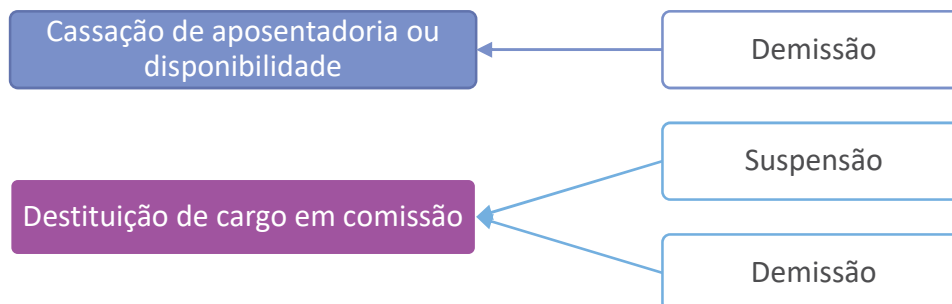 Cassação de aposentadoria ou
disponibilidade
Demissão
Suspensão
Destituição de cargo em comissão
Demissão